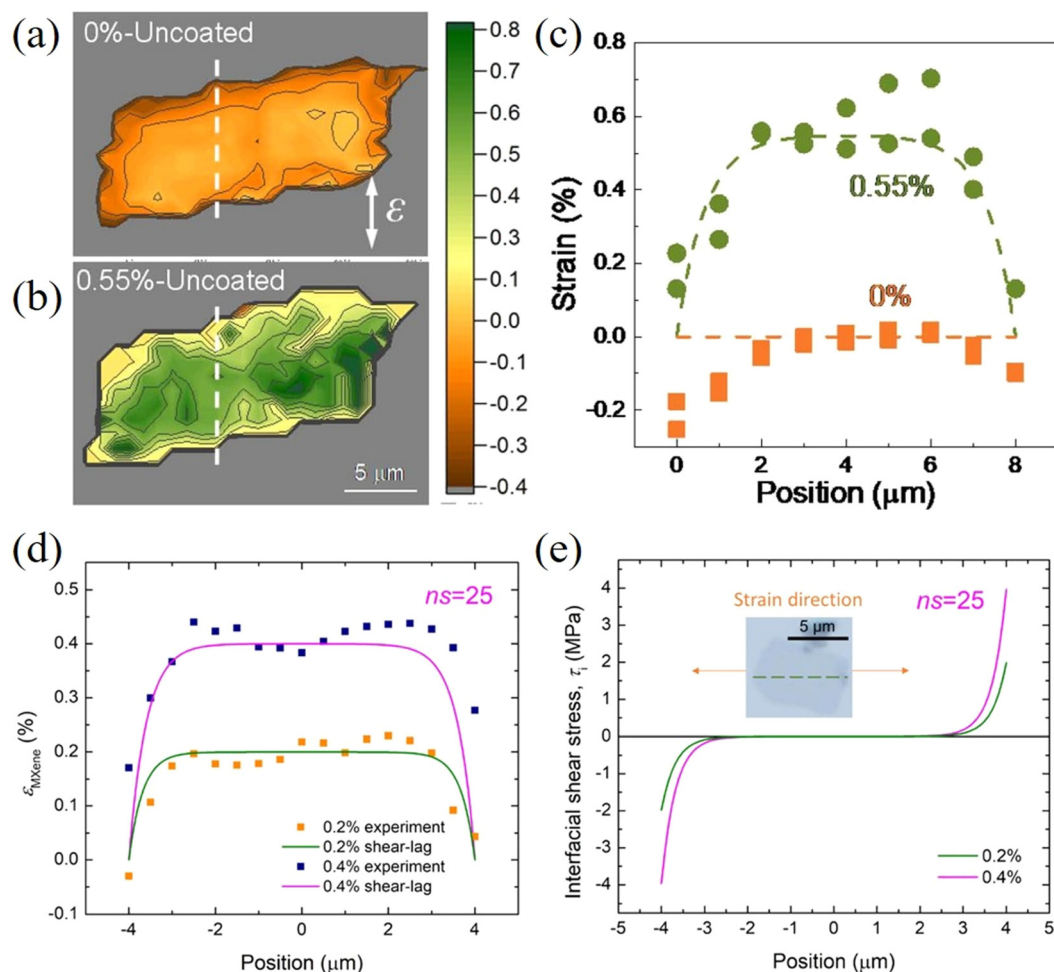 (a)
0%-Uncoated
ε
(b)
0.55%-Uncoated
5 μm
0.8
0.7
0.6
0.5
0.4
0.3
0.2
0.1
0.0
-0.1
-0.2
-0.3
-0.4
(c)
0.8
0.6
0.4
0.2
0.0
-0.2
Strain (%)
0.55%
0%
0 2 4 6 8
Position (μm)
(d)
0.5
0.4
0.3
0.2
0.1
0.0
-0.1
εMXene (%)
ns=25
0.2% experiment
0.2% shear-lag
0.4% experiment
0.4% shear-lag
-4 -2 0 2 4
Position (μm)
(e)
4
3
2
1
0
-1
-2
-3
-4
Interfacial shear stress, τi (MPa)
Strain direction
5 μm
ns=25
0.2%
0.4%
-5 -4 -3 -2 -1 0 1 2 3 4 5
Position (μm)